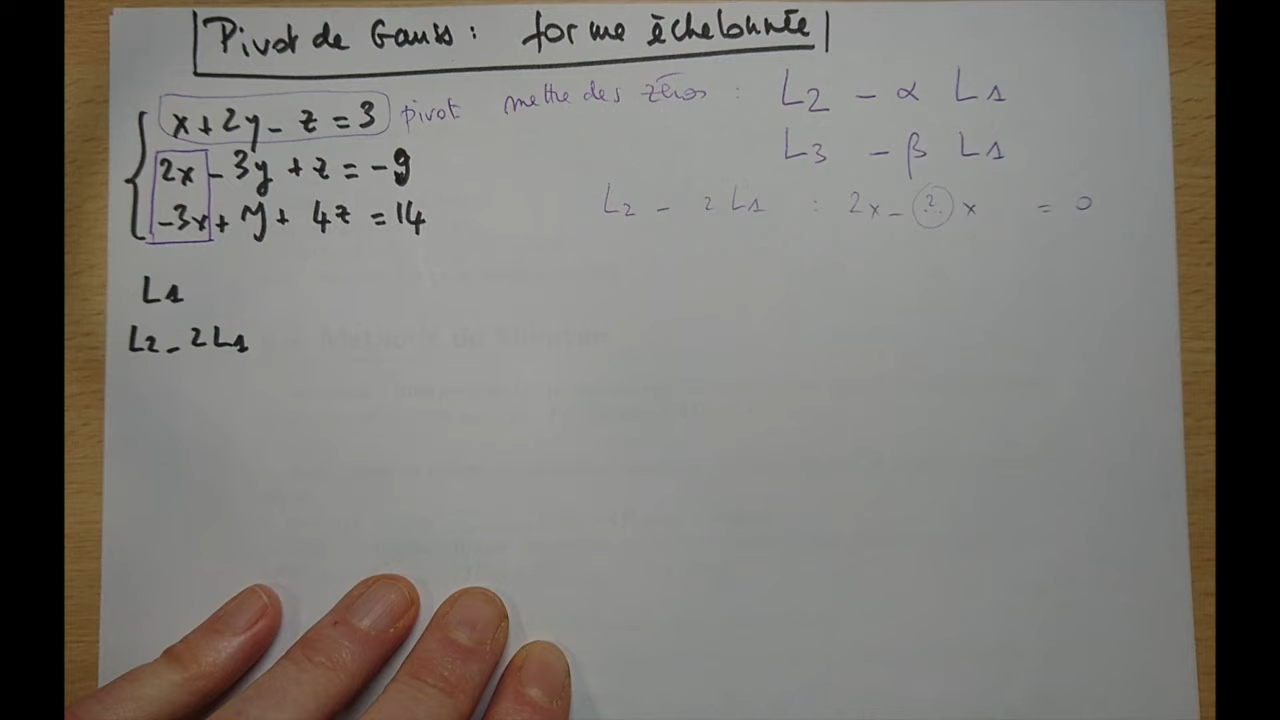 Pivot de Gauss : forme échelonnée
x + 2y - z = 3
pivot mettre des zéros : L2 - α L1
2x - 3y + z = -9
L3 - β L1
-3x + y + 4z = 14
L2 - 2 L1 : 2x - ? x = 0
L1
L2 - 2 L1